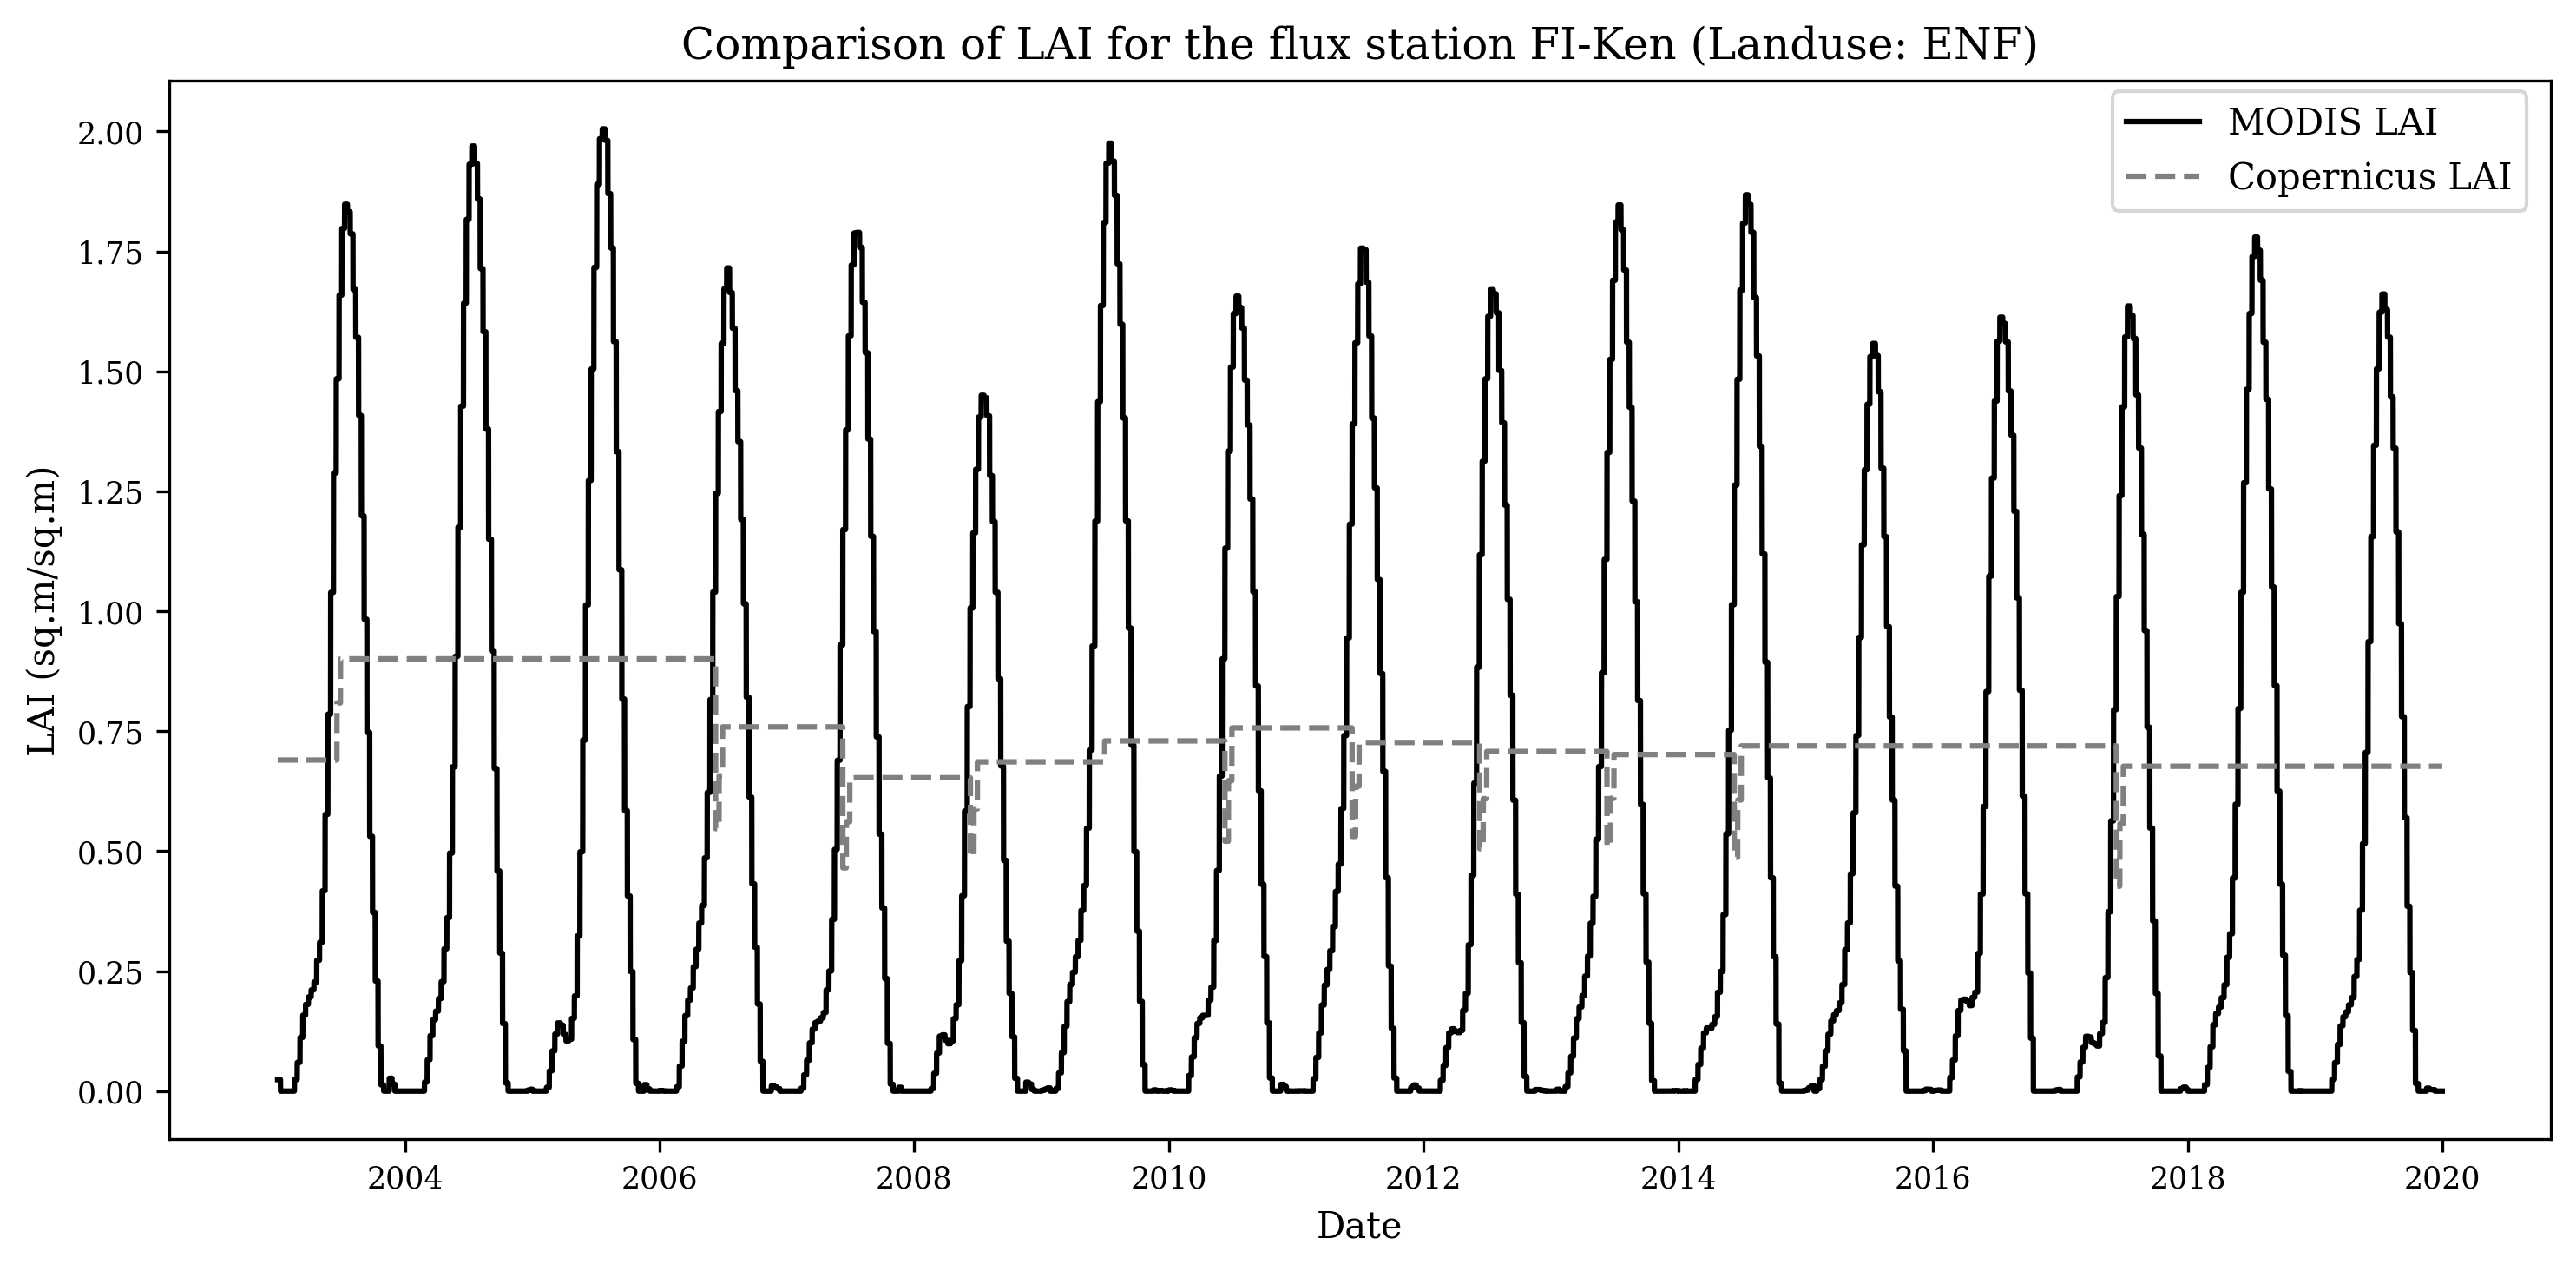 Comparison of LAI for the flux station FI-Ken (Landuse: ENF)
MODIS LAI
Copernicus LAI
LAI (sq.m/sq.m)
2.00
1.75
1.50
1.25
1.00
0.75
0.50
0.25
0.00
2004 2006 2008 2010 2012 2014 2016 2018 2020
Date